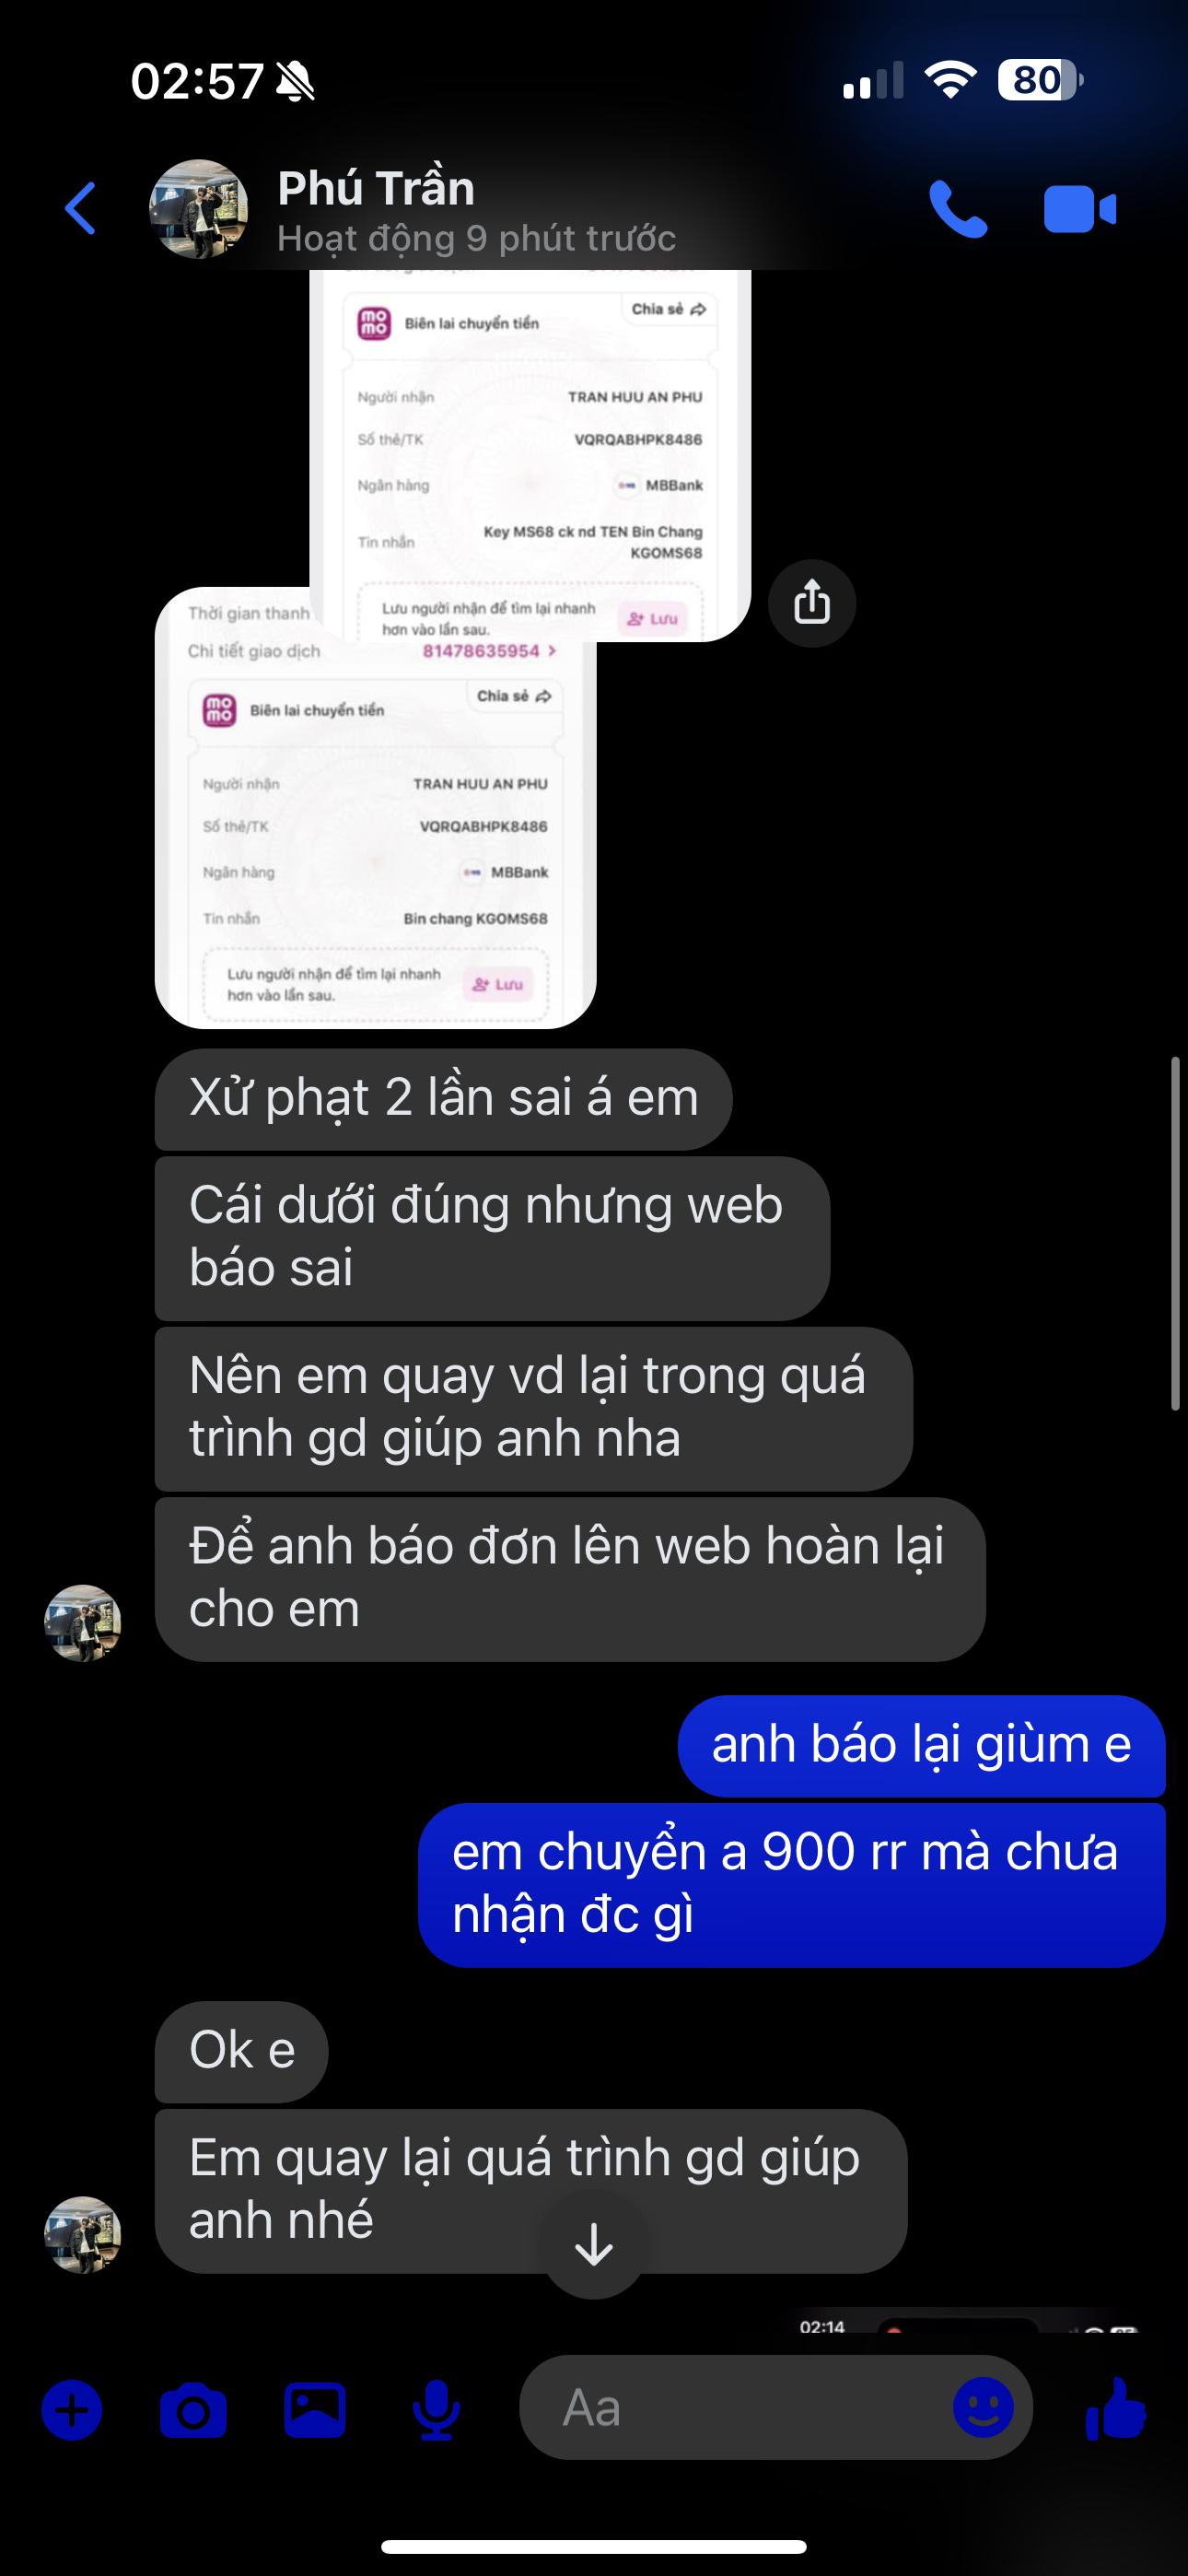 02:57
80
Phú Trần
Hoạt động 9 phút trước
mo mo
Biên lai chuyển tiền
Chia sẻ
Người nhận
TRAN HUU AN PHU
Số thẻ/TK
VQRQABHPK8486
Ngân hàng
MBBank
Tin nhắn
Key MS68 ck nd TEN Bin Chang
KGOMS68
Lưu người nhận để tìm lại nhanh
hơn vào lần sau.
Lưu
Thời gian thanh
Chi tiết giao dịch
81478635954 >
mo mo
Biên lai chuyển tiền
Chia sẻ
Người nhận
TRAN HUU AN PHU
Số thẻ/TK
VQRQABHPK8486
Ngân hàng
MBBank
Tin nhắn
Bin chang KGOMS68
Lưu người nhận để tìm lại nhanh
hơn vào lần sau.
Lưu
Xử phạt 2 lần sai á em
Cái dưới đúng nhưng web
báo sai
Nên em quay vd lại trong quá
trình gd giúp anh nha
Để anh báo đơn lên web hoàn lại
cho em
anh báo lại giùm e
em chuyển a 900 rr mà chưa
nhận đc gì
Ok e
Em quay lại quá trình gd giúp
anh nhé
02:14
Aa